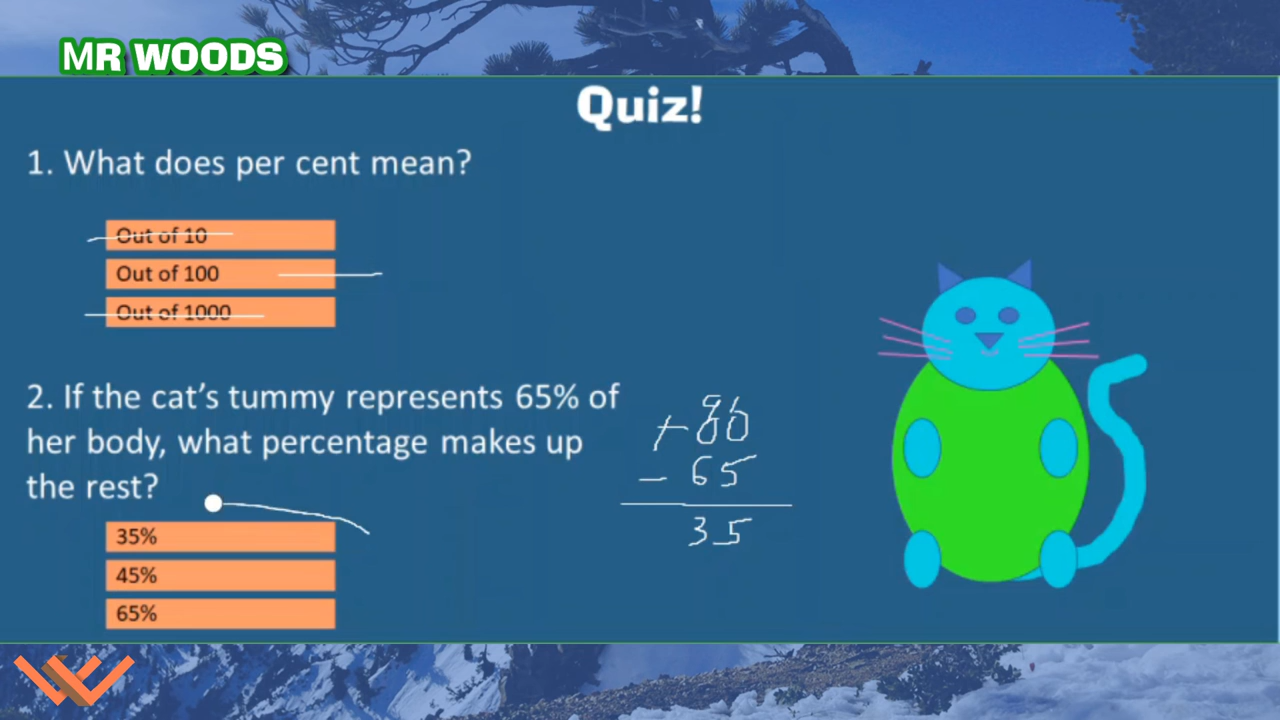 MR WOODS
Quiz!
1. What does per cent mean?
Out of 10
Out of 100
Out of 1000
2. If the cat's tummy represents 65% of
her body, what percentage makes up
the rest?
35%
45%
65%
- 65
35